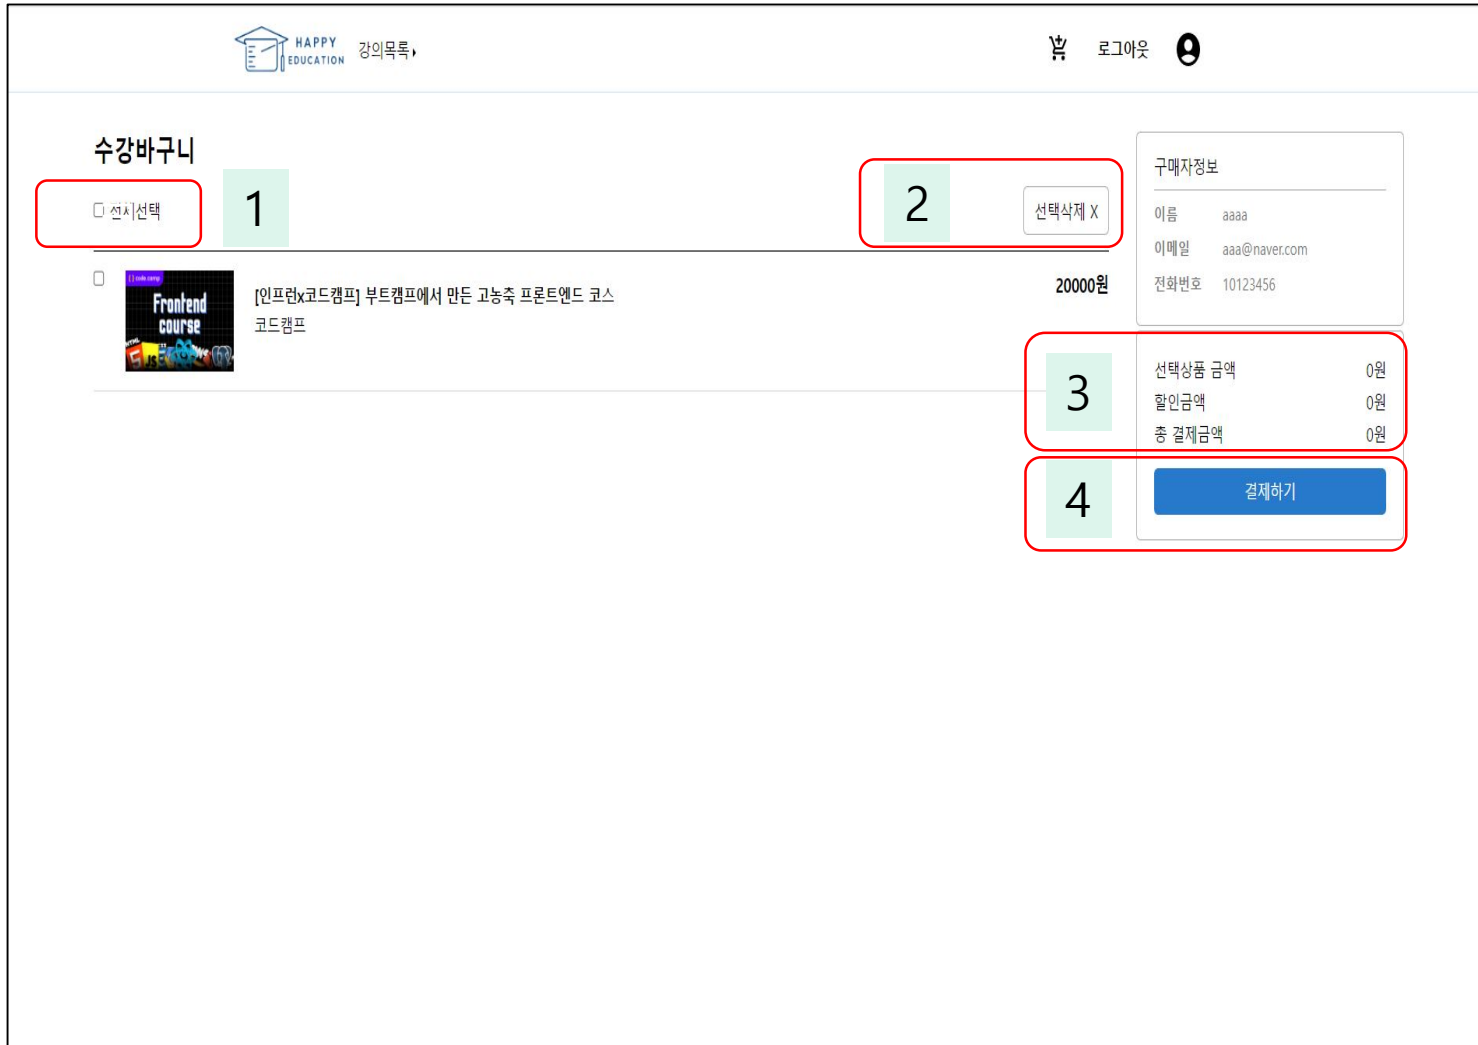 HAPPY
EDUCATION
강의목록
로그아웃
수강바구니
전체선택
1
2
선택삭제 X
[인프런x코드캠프] 부트캠프에서 만든 고농축 프론트엔드 코스
코드캠프
20000원
{ } code camp
Frontend
course
HTML
JS
구매자정보
이름 aaaa
이메일 aaa@naver.com
전화번호 10123456
3
선택상품 금액 0원
할인금액 0원
총 결제금액 0원
4
결제하기